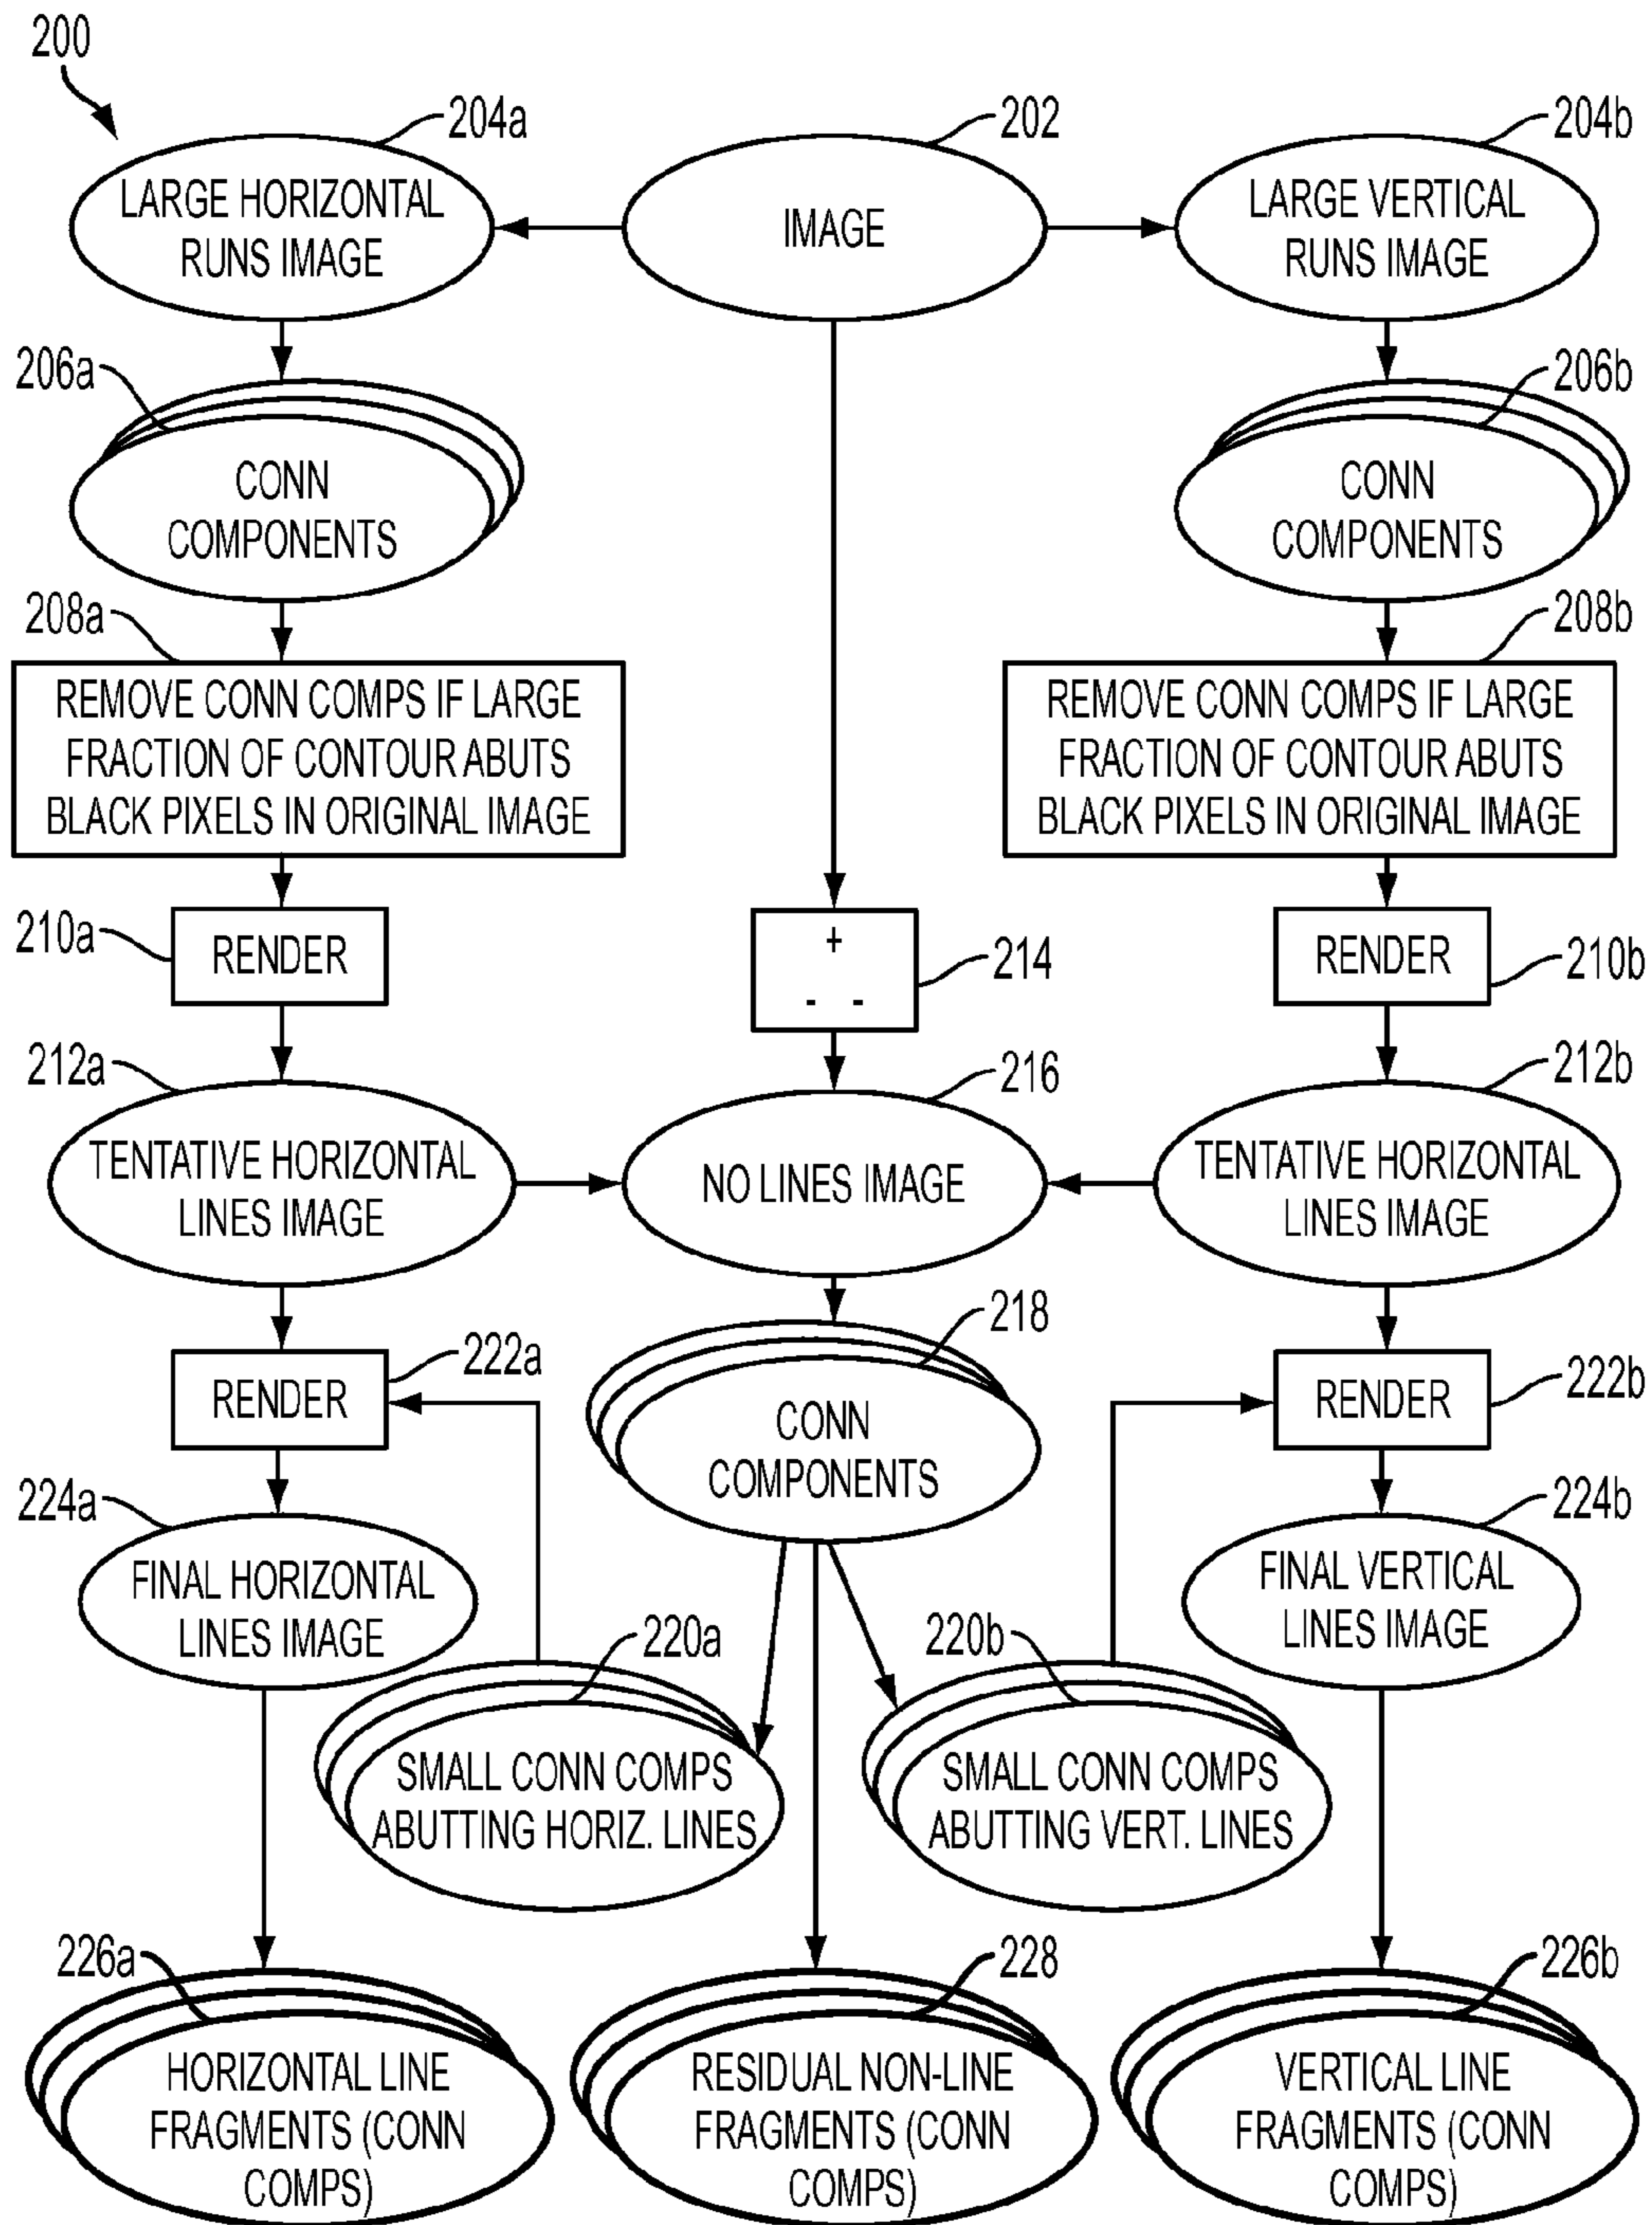 200
204a
202
204b
LARGE HORIZONTAL
RUNS IMAGE
IMAGE
LARGE VERTICAL
RUNS IMAGE
206a
206b
CONN
COMPONENTS
CONN
COMPONENTS
208a
208b
REMOVE CONN COMPS IF LARGE
FRACTION OF CONTOUR ABUTS
BLACK PIXELS IN ORIGINAL IMAGE
REMOVE CONN COMPS IF LARGE
FRACTION OF CONTOUR ABUTS
BLACK PIXELS IN ORIGINAL IMAGE
210a
RENDER
+
- -
214
RENDER
210b
212a
216
212b
TENTATIVE HORIZONTAL
LINES IMAGE
NO LINES IMAGE
TENTATIVE HORIZONTAL
LINES IMAGE
218
222a
RENDER
CONN
COMPONENTS
RENDER
222b
224a
224b
FINAL HORIZONTAL
LINES IMAGE
FINAL VERTICAL
LINES IMAGE
220a
220b
SMALL CONN COMPS
ABUTTING HORIZ. LINES
SMALL CONN COMPS
ABUTTING VERT. LINES
226a
228
226b
HORIZONTAL LINE
FRAGMENTS (CONN
COMPS)
RESIDUAL NON-LINE
FRAGMENTS (CONN
COMPS)
VERTICAL LINE
FRAGMENTS (CONN
COMPS)